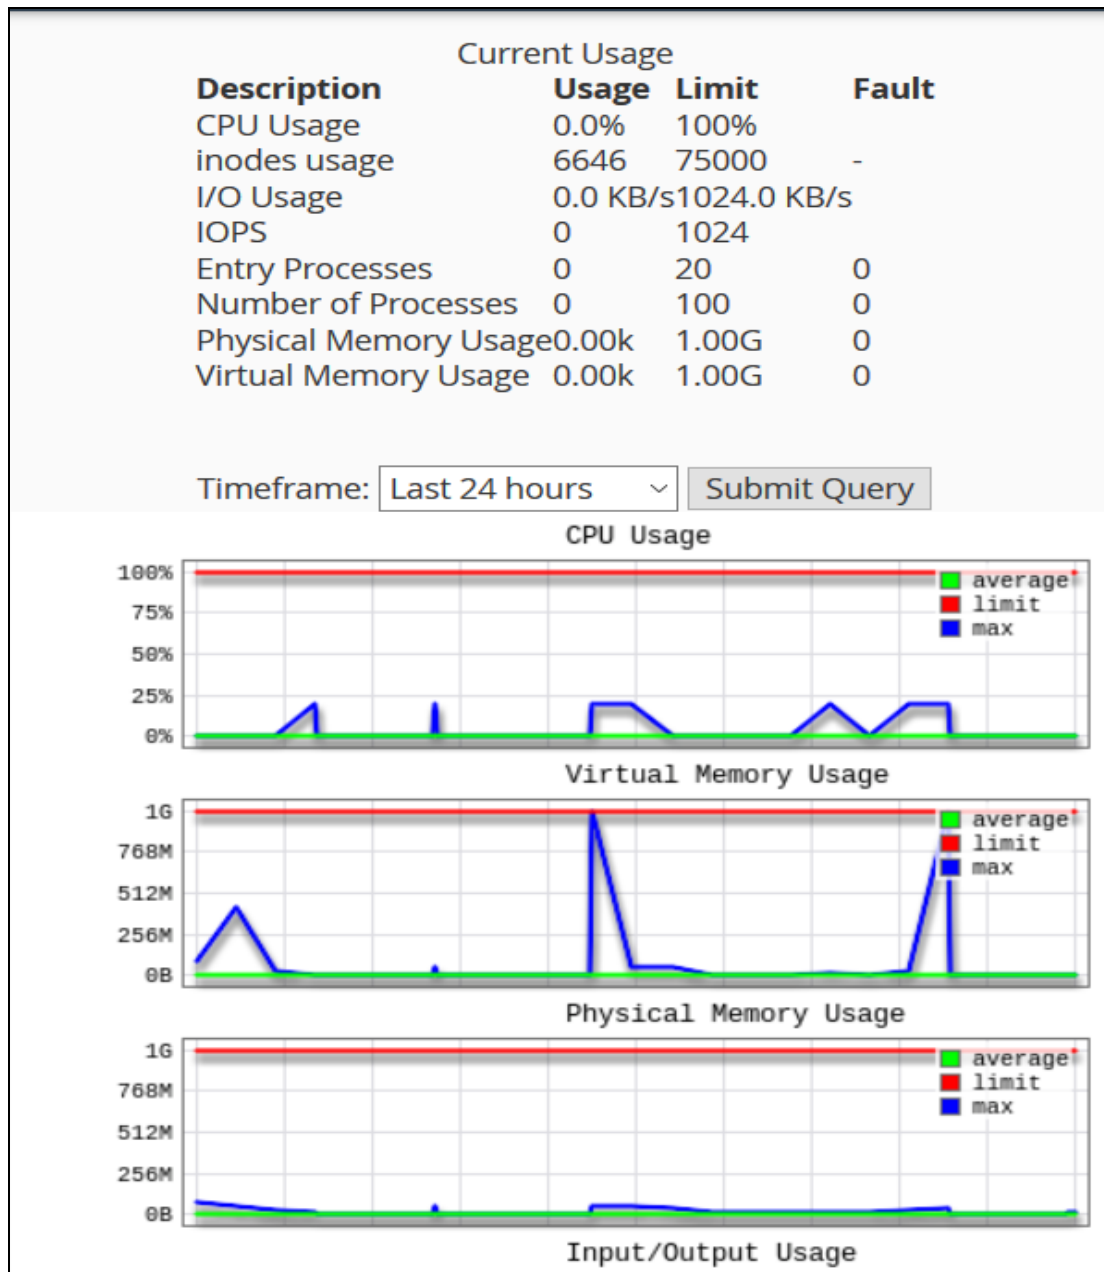 Current Usage
Description Usage Limit Fault
CPU Usage 0.0% 100%
inodes usage 6646 75000 -
I/O Usage 0.0 KB/s 1024.0 KB/s
IOPS 0 1024
Entry Processes 0 20 0
Number of Processes 0 100 0
Physical Memory Usage 0.00k 1.00G 0
Virtual Memory Usage 0.00k 1.00G 0
Timeframe: Last 24 hours Submit Query
CPU Usage
100%
75%
50%
25%
0%
average
limit
max
Virtual Memory Usage
1G
768M
512M
256M
0B
average
limit
max
Physical Memory Usage
1G
768M
512M
256M
0B
average
limit
max
Input/Output Usage